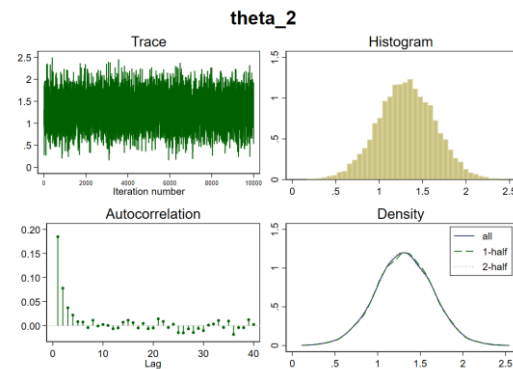 theta_2
Trace
2.5
2
1.5
1
.5
0
0 2000 4000 6000 8000 10000
Iteration number
Histogram
1.5
1
.5
0
0 .5 1 1.5 2 2.5
Autocorrelation
0.20
0.15
0.10
0.05
0.00
0 10 20 30 40
Lag
Density
all
1-half
2-half
1.5
1
.5
0
0 .5 1 1.5 2 2.5